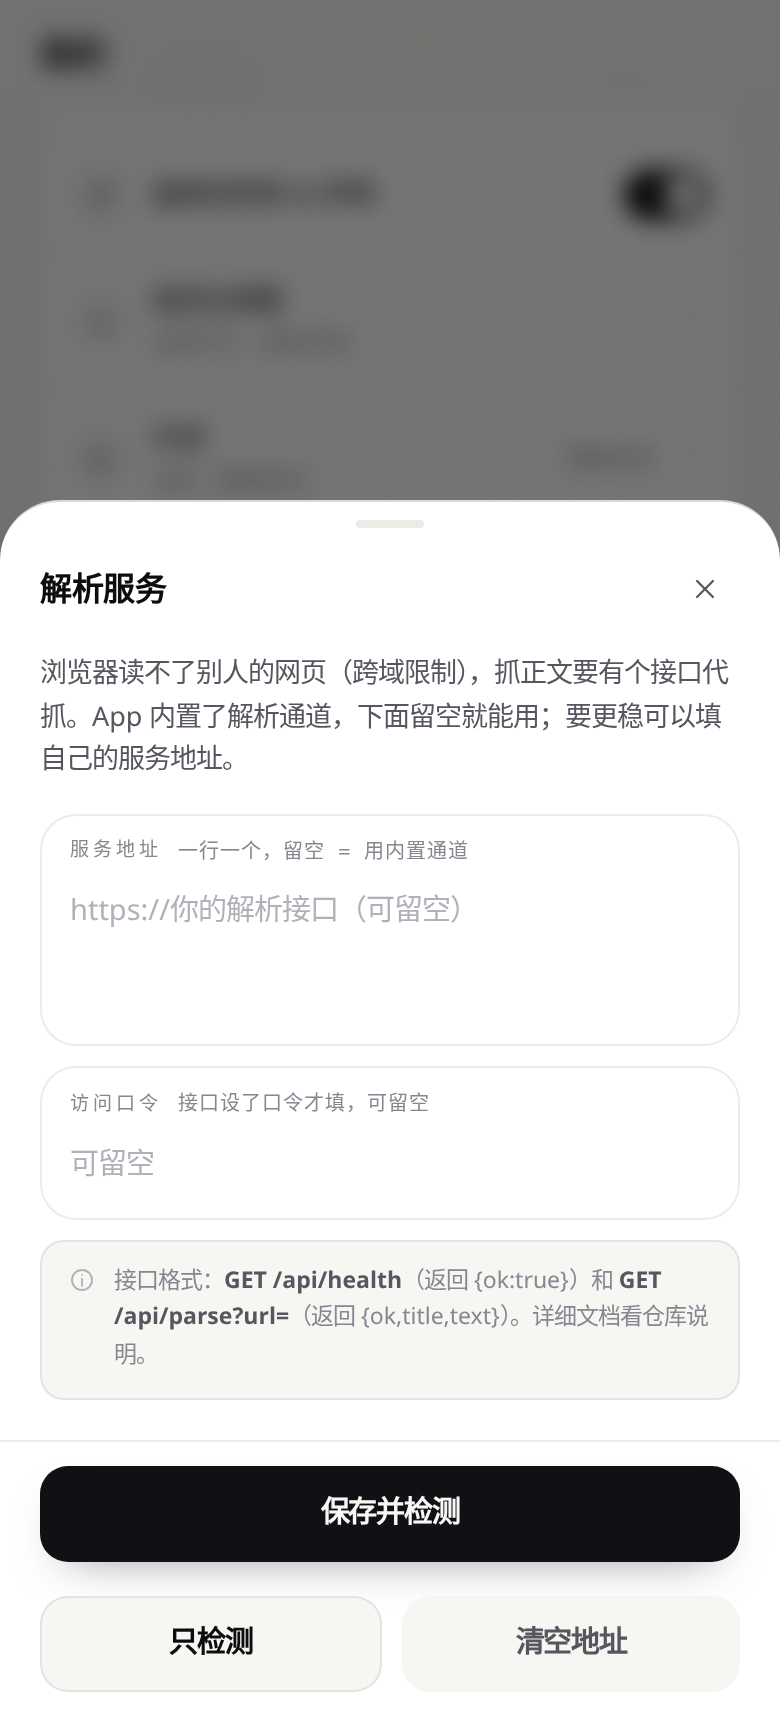 解析服务
浏览器读不了别人的网页（跨域限制），抓正文要有个接口代
抓。App 内置了解析通道，下面留空就能用；要更稳可以填
自己的服务地址。
服务地址 一行一个，留空 = 用内置通道
https://你的解析接口（可留空）
访问口令 接口设了口令才填，可留空
可留空
接口格式：GET /api/health（返回 {ok:true}）和 GET
/api/parse?url=（返回 {ok,title,text}）。详细文档看仓库说
明。
保存并检测
只检测 清空地址